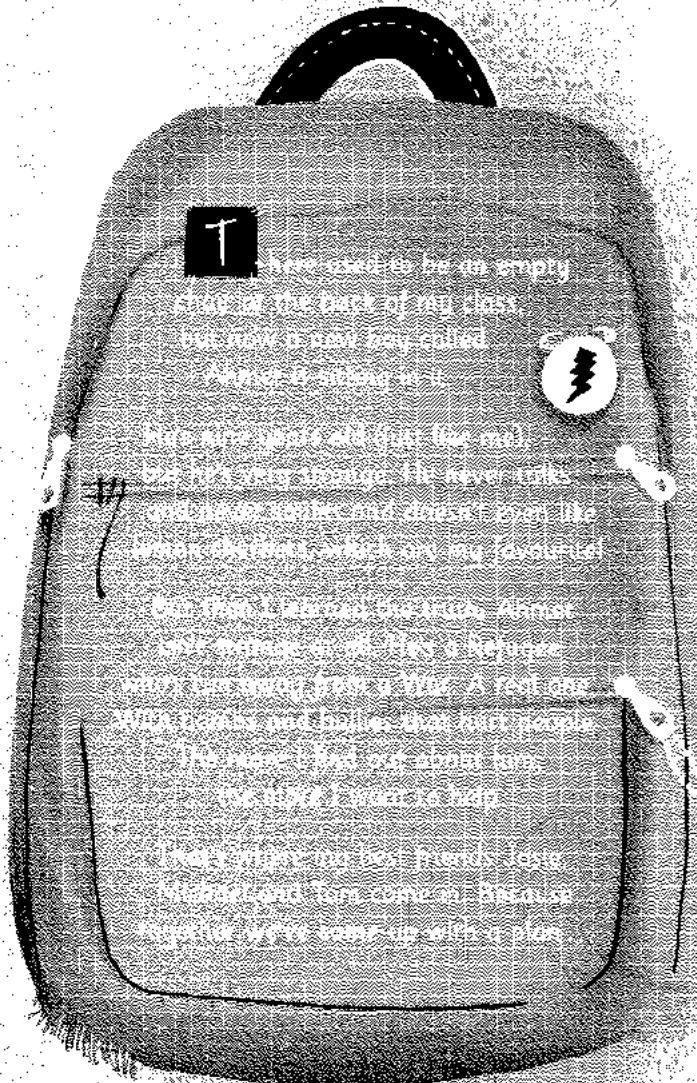 There used to be an empty
chair at the back of my class,
but now a new boy called
Ahmet is sitting in it.
He's nine years old (just like me),
but he's very strange. He never talks
and never smiles and doesn't even like
lemon sherbets, which are my favourite!
But then I learned the truth. Ahmet
isn't strange at all. He's a Refugee
who's run away from a War. A real one.
With bombs and bullies that hurt people.
The more I find out about him,
the more I want to help.
That's where my best friends Josie,
Michael and Tom come in. Because
together we've come up with a plan...